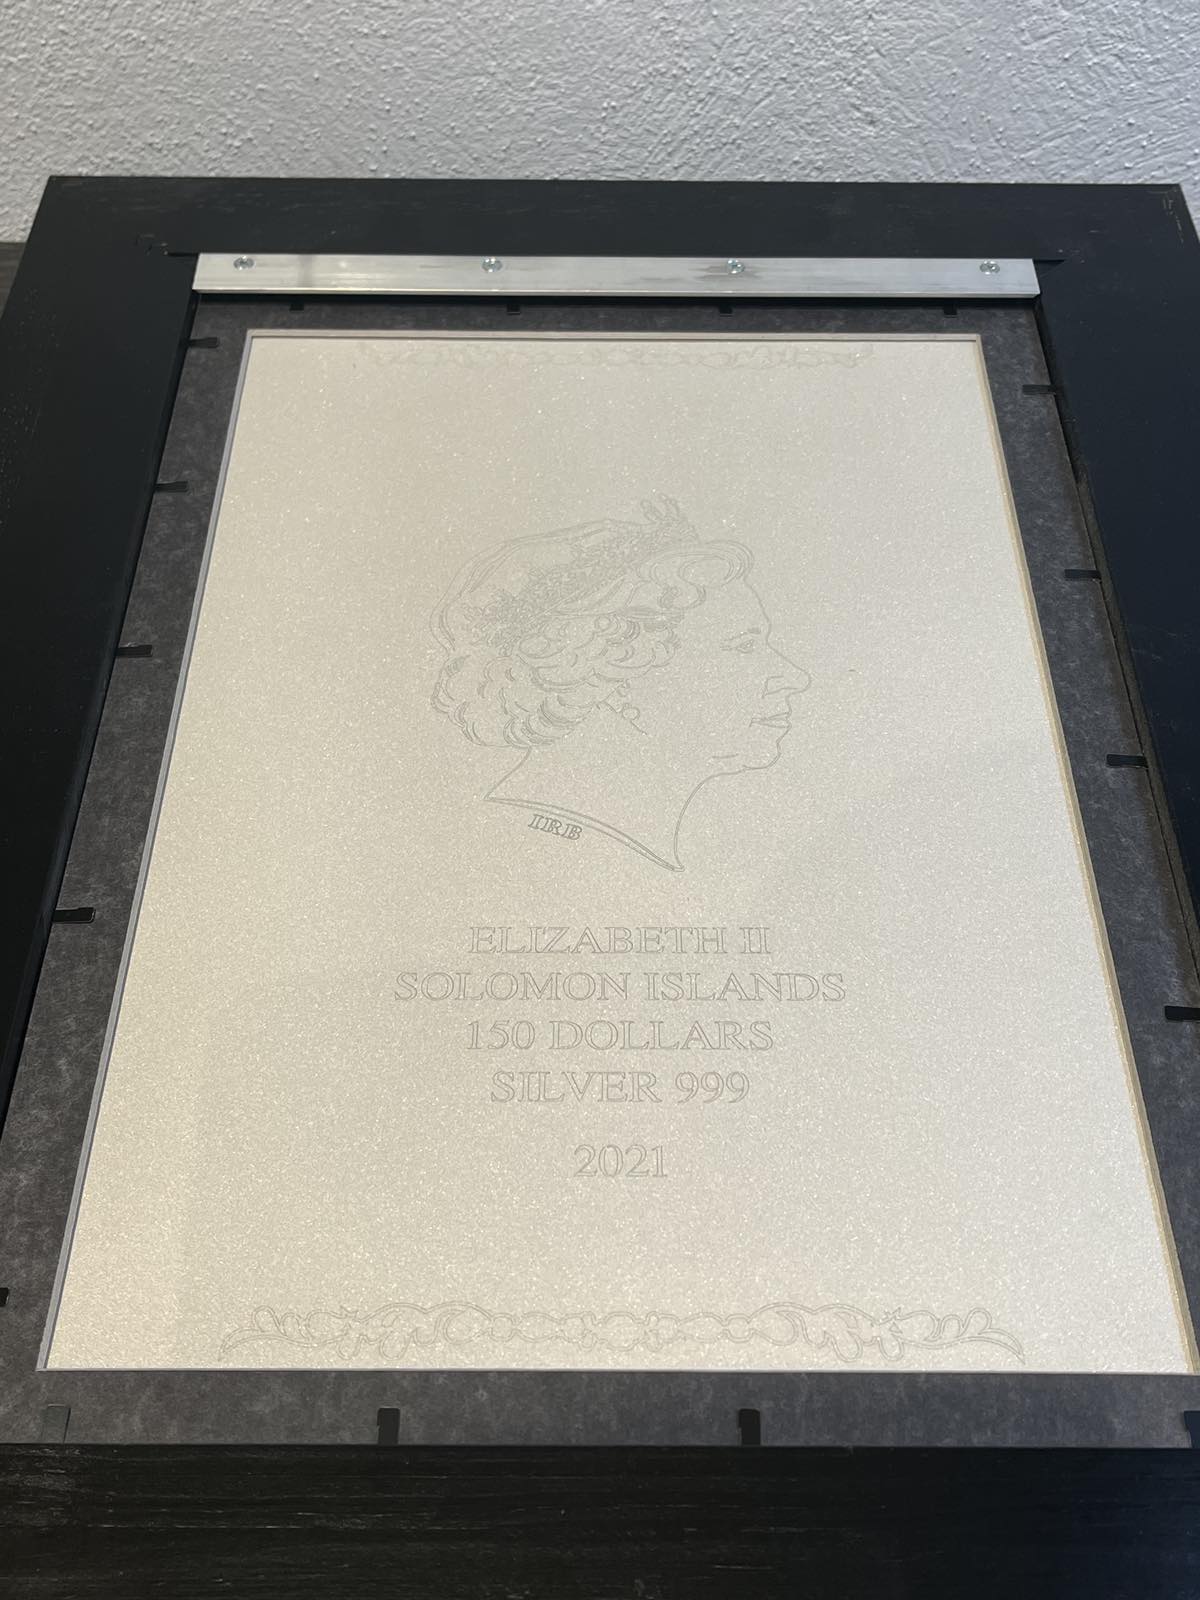 IRB
ELIZABETH II
SOLOMON ISLANDS
150 DOLLARS
SILVER 999
2021